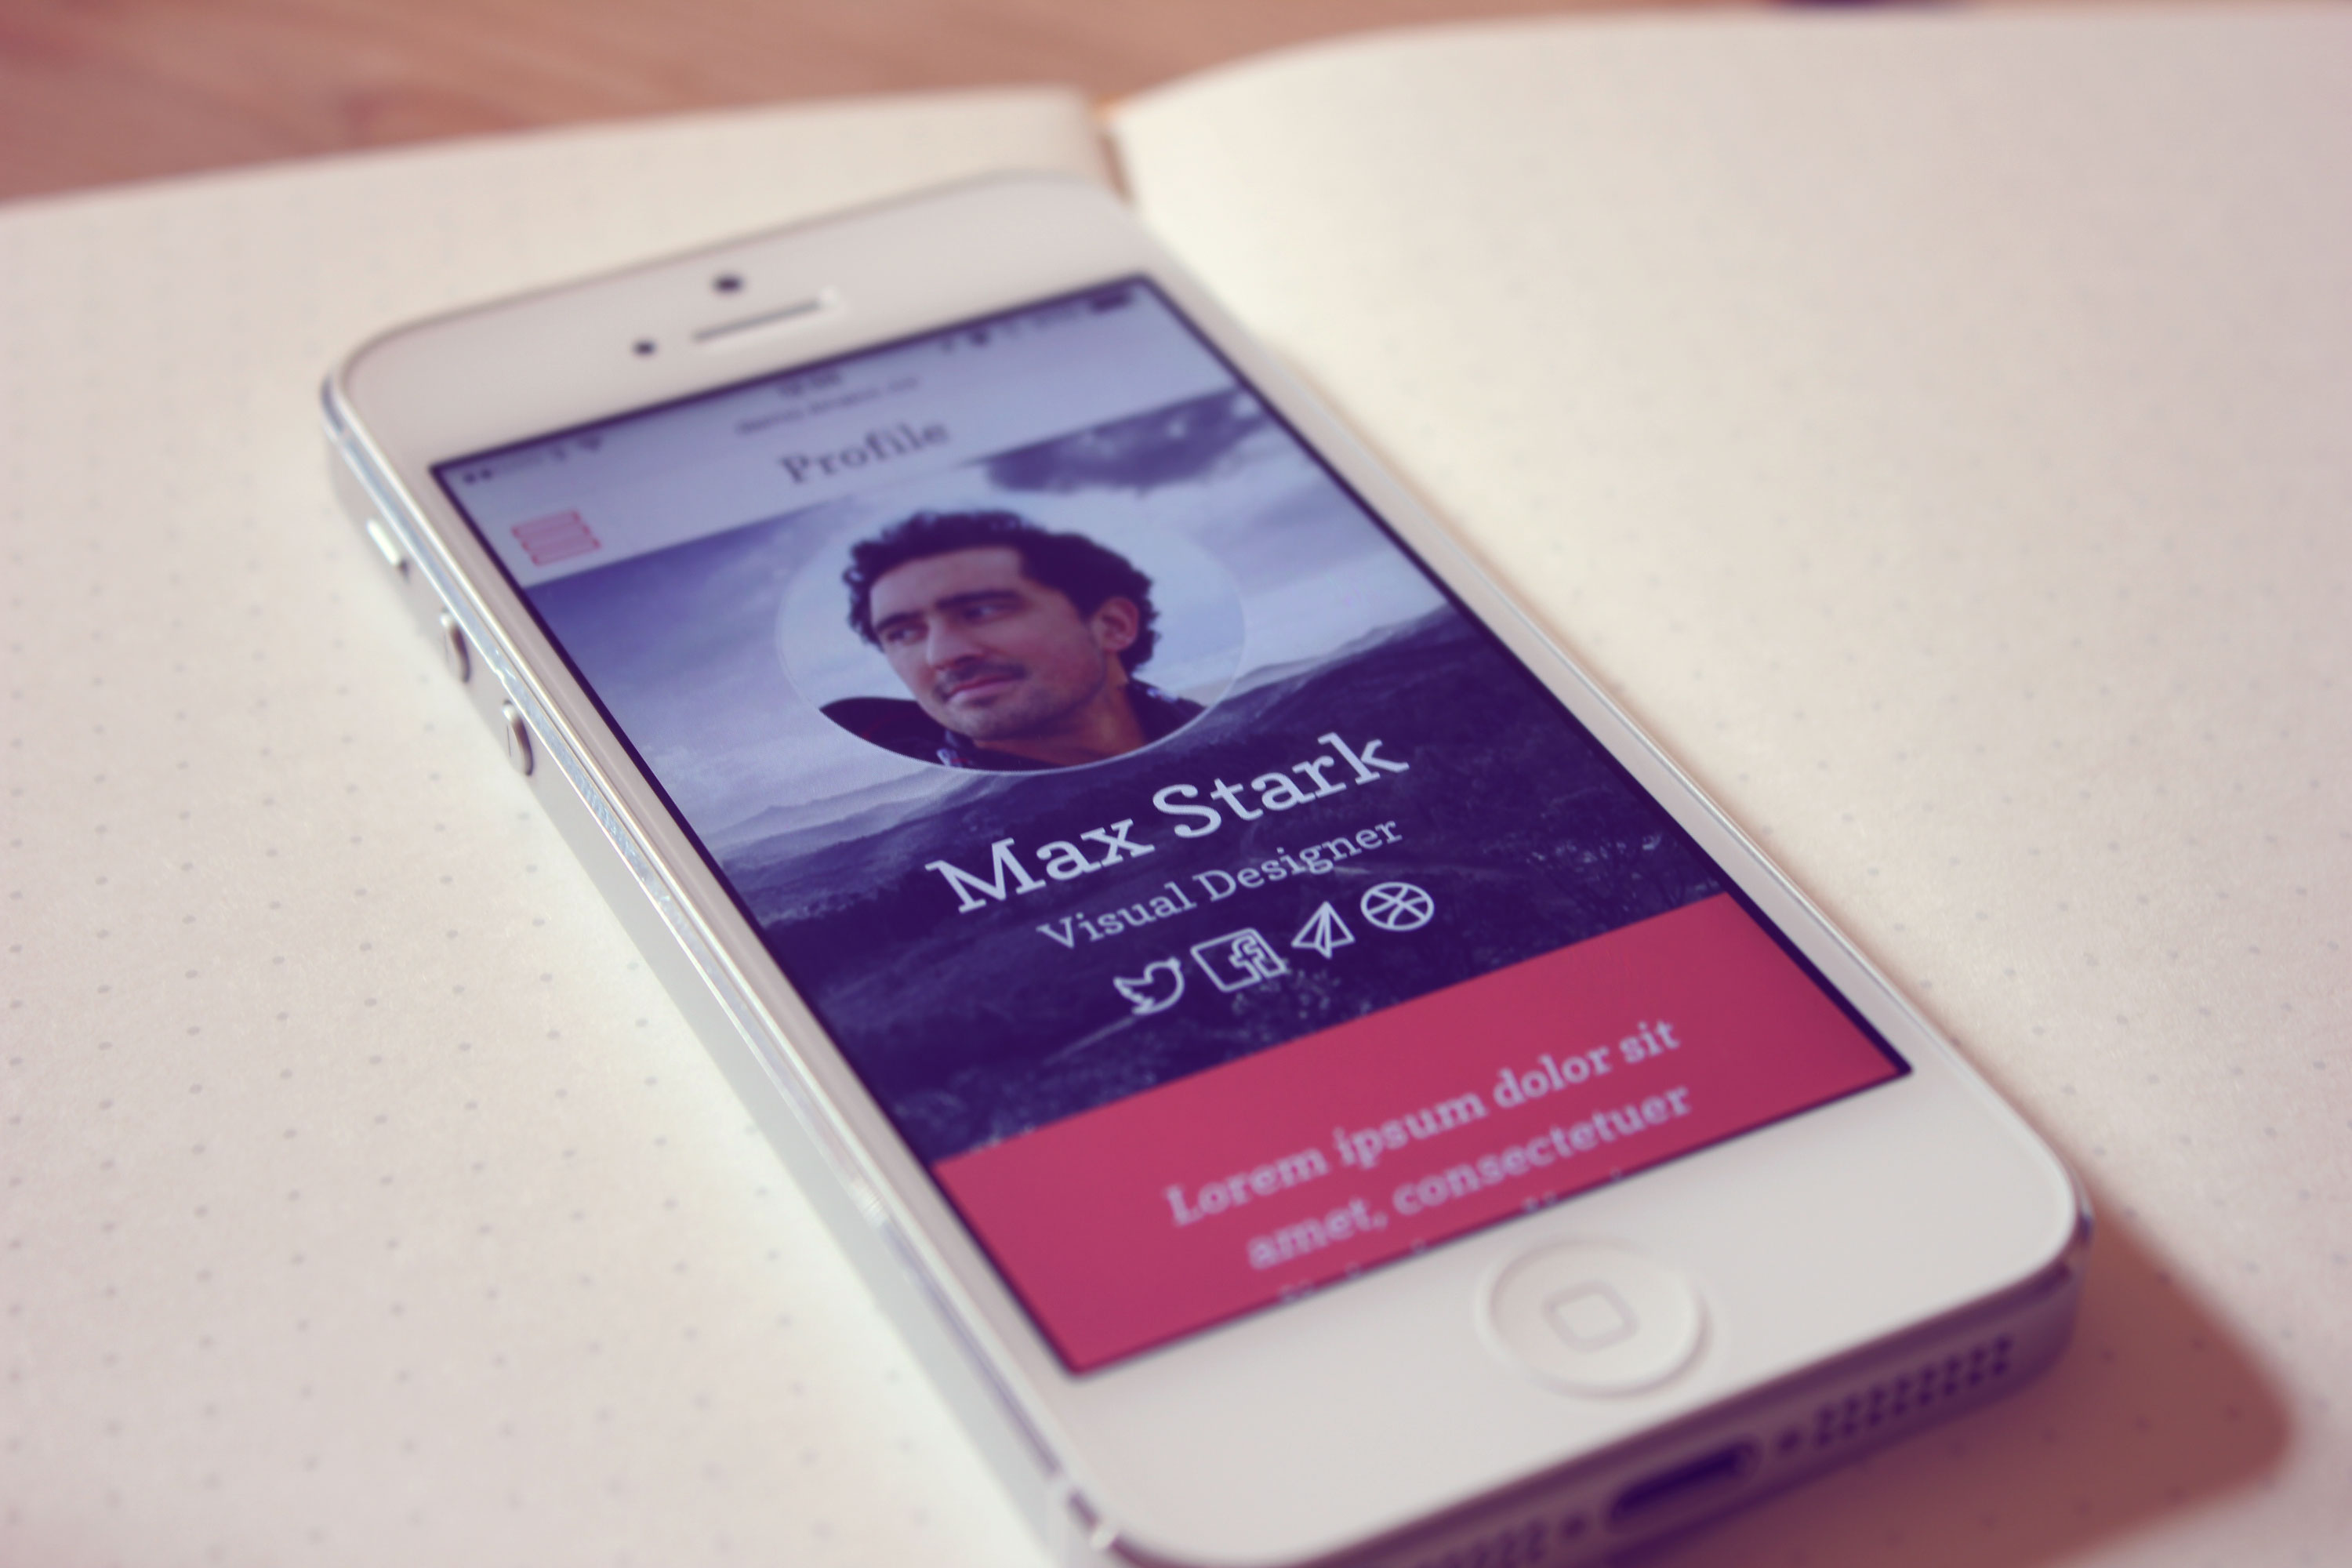 Profile
Max Stark
Visual Designer
Lorem ipsum dolor sit
amet, consectetuer